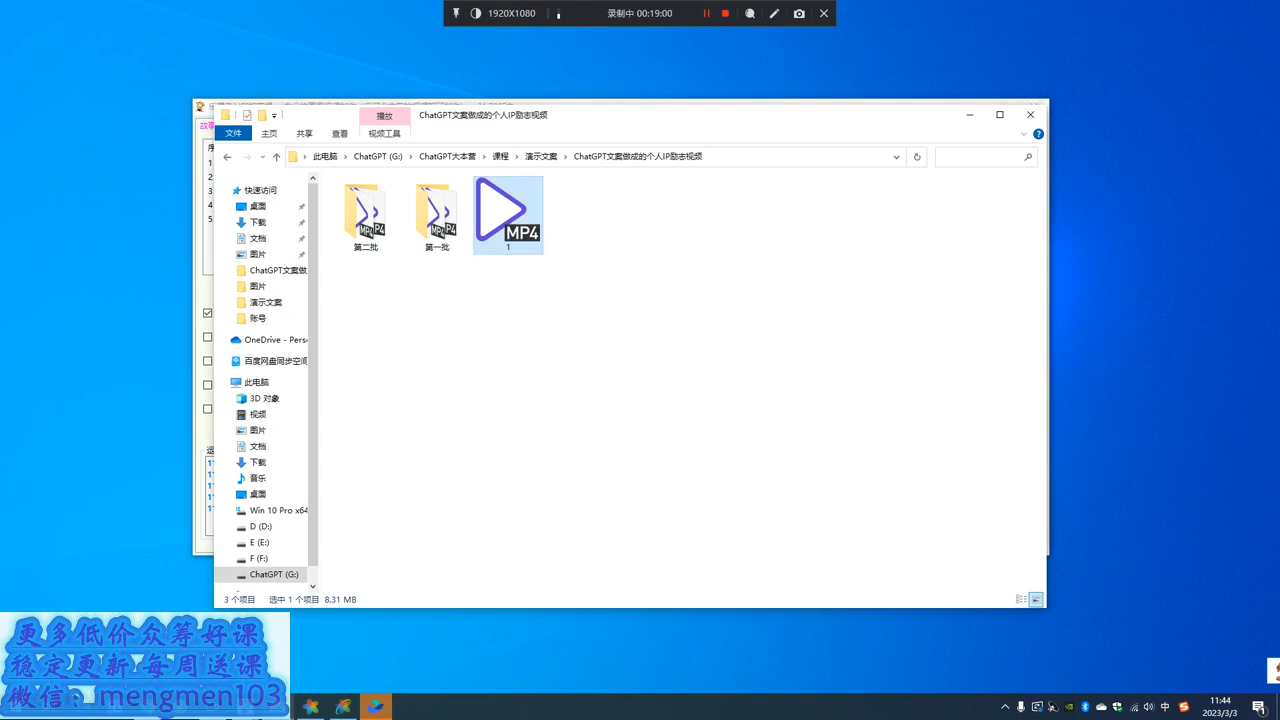 1920X1080
录制中 00:19:00
播放
ChatGPT文案做成的个人IP励志视频
文件
主页
共享
查看
视频工具
此电脑 › ChatGPT (G:) › ChatGPT大本营 › 课程 › 演示文案 › ChatGPT文案做成的个人IP励志视频
快速访问
桌面
下载
文档
图片
ChatGPT文案做
图片
演示文案
账号
OneDrive - Pers
百度网盘同步空间
此电脑
3D 对象
视频
图片
文档
下载
音乐
桌面
Win 10 Pro x64
D (D:)
E (E:)
F (F:)
ChatGPT (G:)
MP4
第二批
MP4
第一批
MP4
1
3 个项目
选中 1 个项目 8.31 MB
1
2
3
4
5
更多低价众筹好课
稳定更新 每周送课
微信：mengmen103
中
11:44
2023/3/3